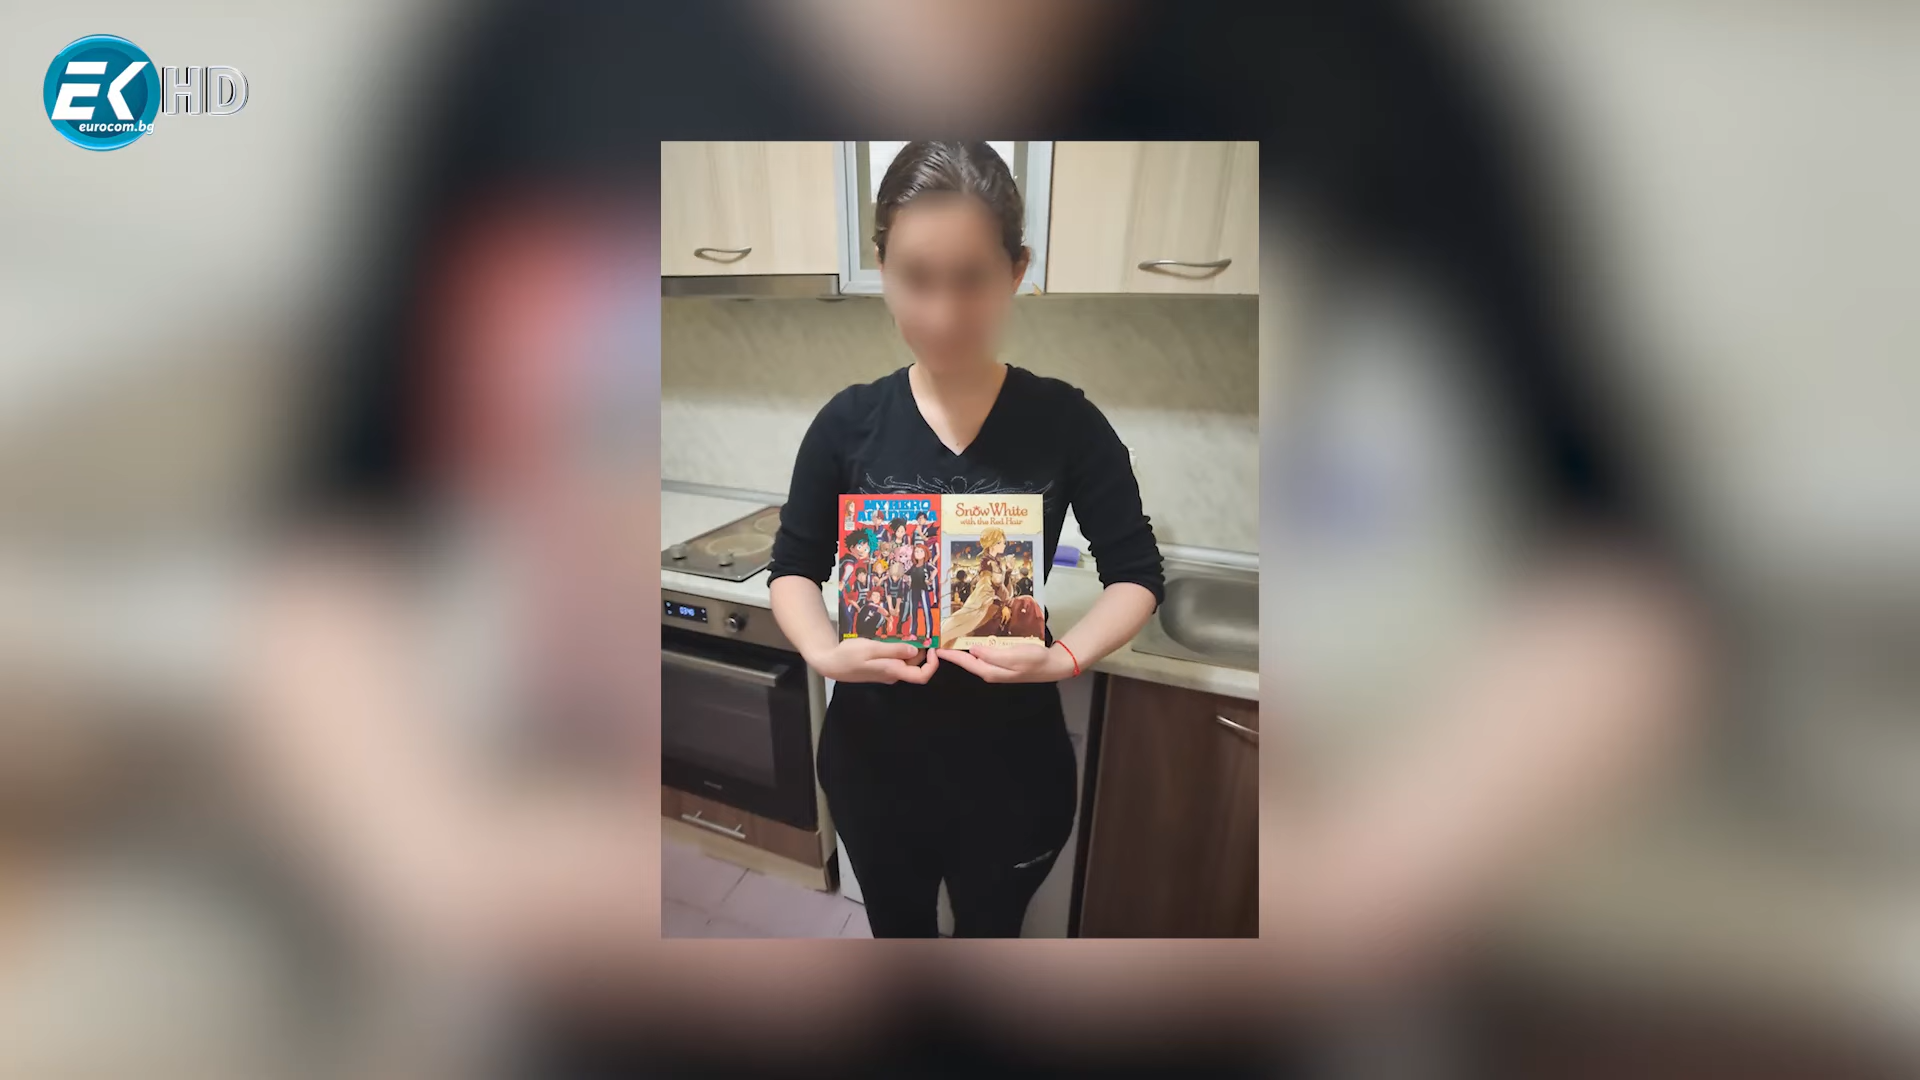 EK HD
eurocom.bg
MY HERO
ACADEMIA
Snow White
with the Red Hair